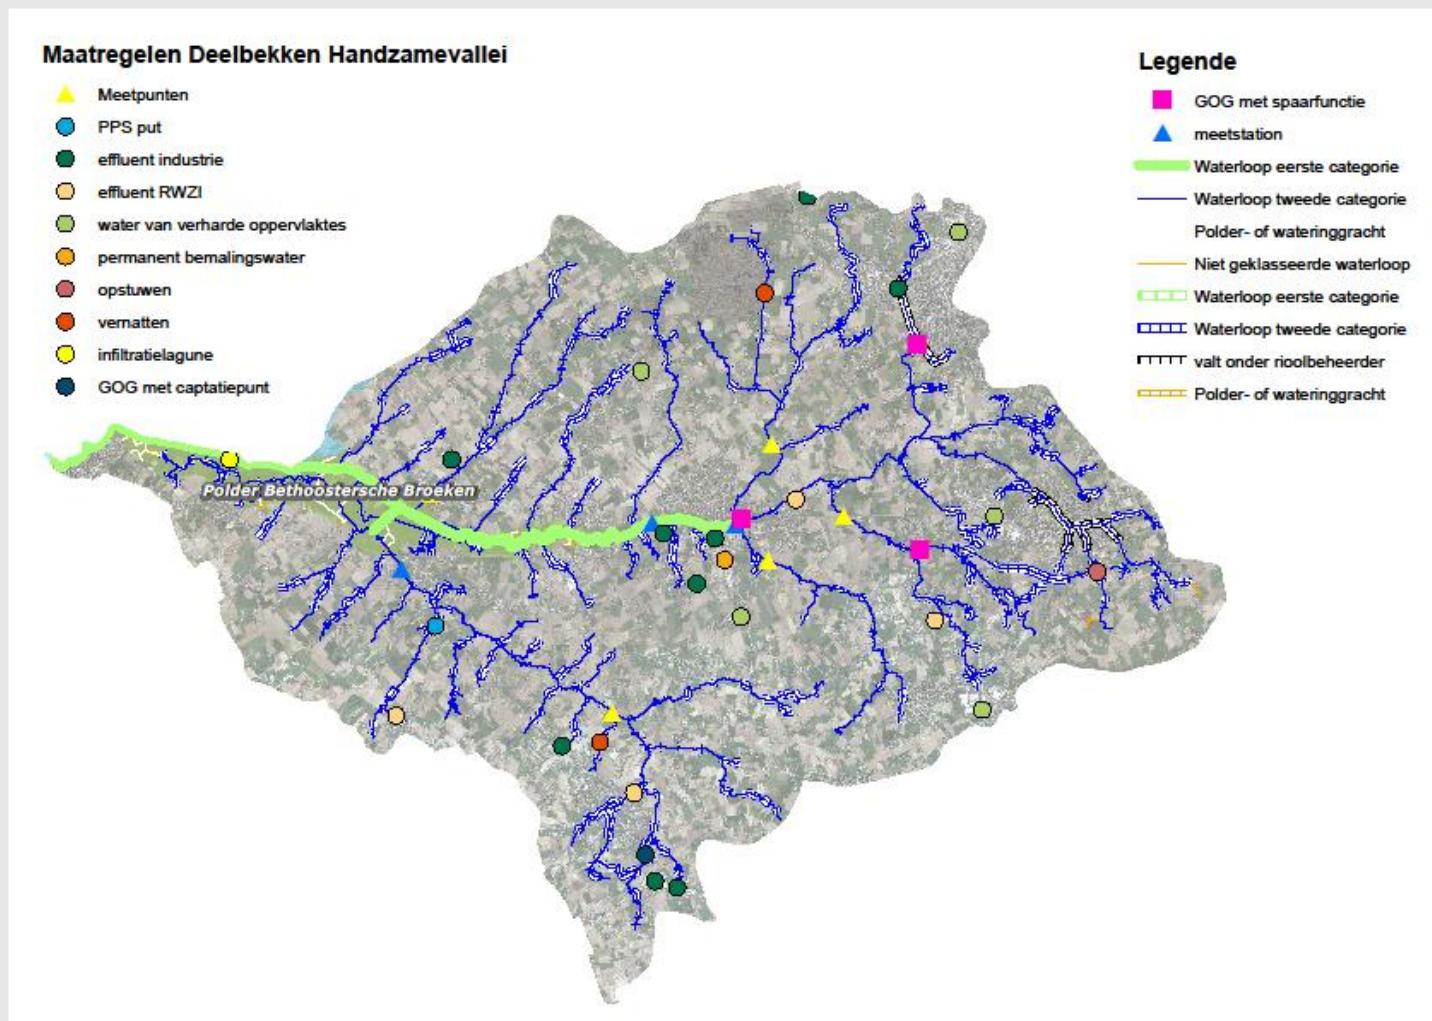 Maatregelen Deelbekken Handzamevallei
Meetpunten
PPS put
effluent industrie
effluent RWZI
water van verharde oppervlaktes
permanent bemalingswater
opstuwen
vernatten
infiltratielagune
GOG met captatiepunt
Legende
GOG met spaarfunctie
meetstation
Waterloop eerste categorie
Waterloop tweede categorie
Polder- of wateringgracht
Niet geklasseerde waterloop
Waterloop eerste categorie
Waterloop tweede categorie
valt onder rioolbeheerder
Polder- of wateringgracht
Polder Bethoostersche Broeken